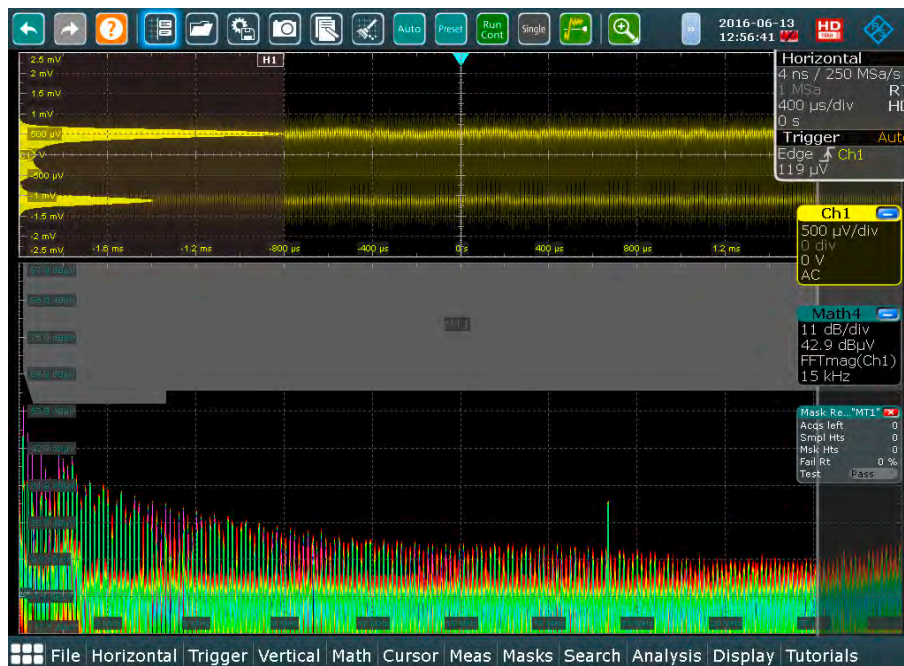 Auto
Preset
Run
Cont
Single
»
2016-06-13
12:56:41
HD
2.5 mV
H1
2 mV
1.5 mV
1 mV
500 µV
-500 µV
-1 mV
-1.5 mV
-2 mV
-2.5 mV
-1.6 ms
-1.2 ms
-800 µs
-400 µs
0 s
400 µs
800 µs
1.2 ms
Horizontal
4 ns / 250 MSa/s
1 MSa RT
400 µs/div HD
0 s
Trigger Auto
Edge Ch1
119 µV
Ch1
500 µV/div
0 div
0 V
AC
MT1
Math4
11 dB/div
42.9 dBµV
FFTmag(Ch1)
15 kHz
Mask Re..."MT1"
Acqs left 0
Smpl Hts 0
Msk Hts 0
Fail Rt 0 %
Test Pass
File Horizontal Trigger Vertical Math Cursor Meas Masks Search Analysis Display Tutorials